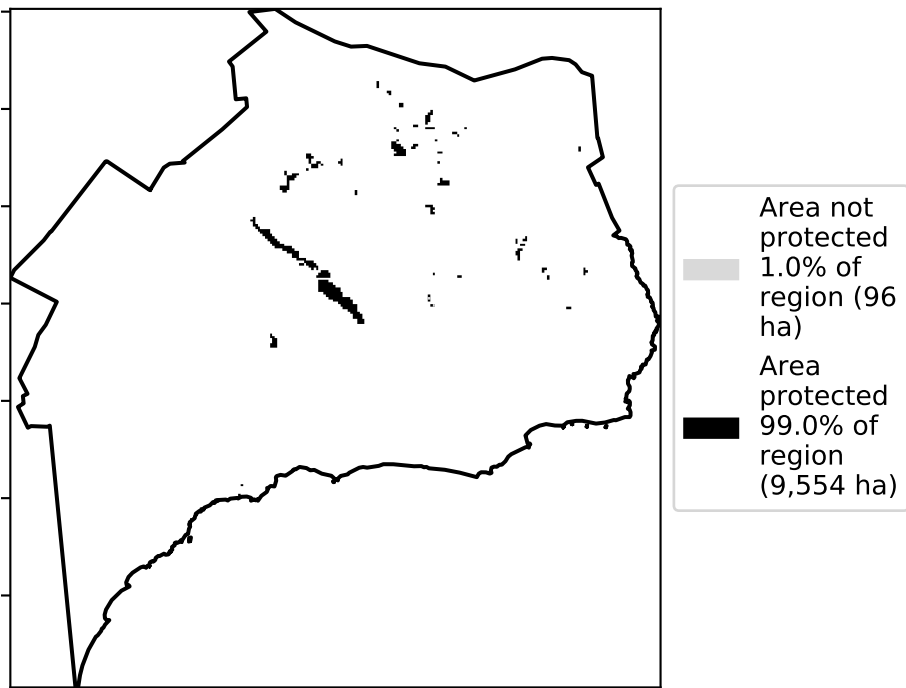 Area not
protected
1.0% of
region (96
ha)
Area
protected
99.0% of
region
(9,554 ha)